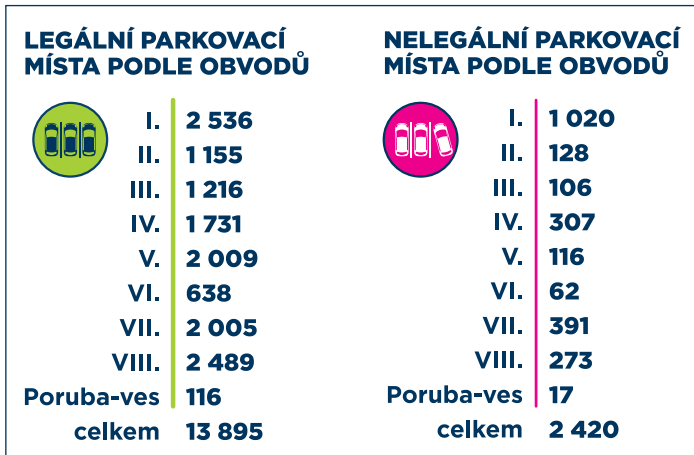 LEGÁLNÍ PARKOVACÍ
MÍSTA PODLE OBVODŮ
I. 2 536
II. 1 155
III. 1 216
IV. 1 731
V. 2 009
VI. 638
VII. 2 005
VIII. 2 489
Poruba-ves 116
celkem 13 895
NELEGÁLNÍ PARKOVACÍ
MÍSTA PODLE OBVODŮ
I. 1 020
II. 128
III. 106
IV. 307
V. 116
VI. 62
VII. 391
VIII. 273
Poruba-ves 17
celkem 2 420